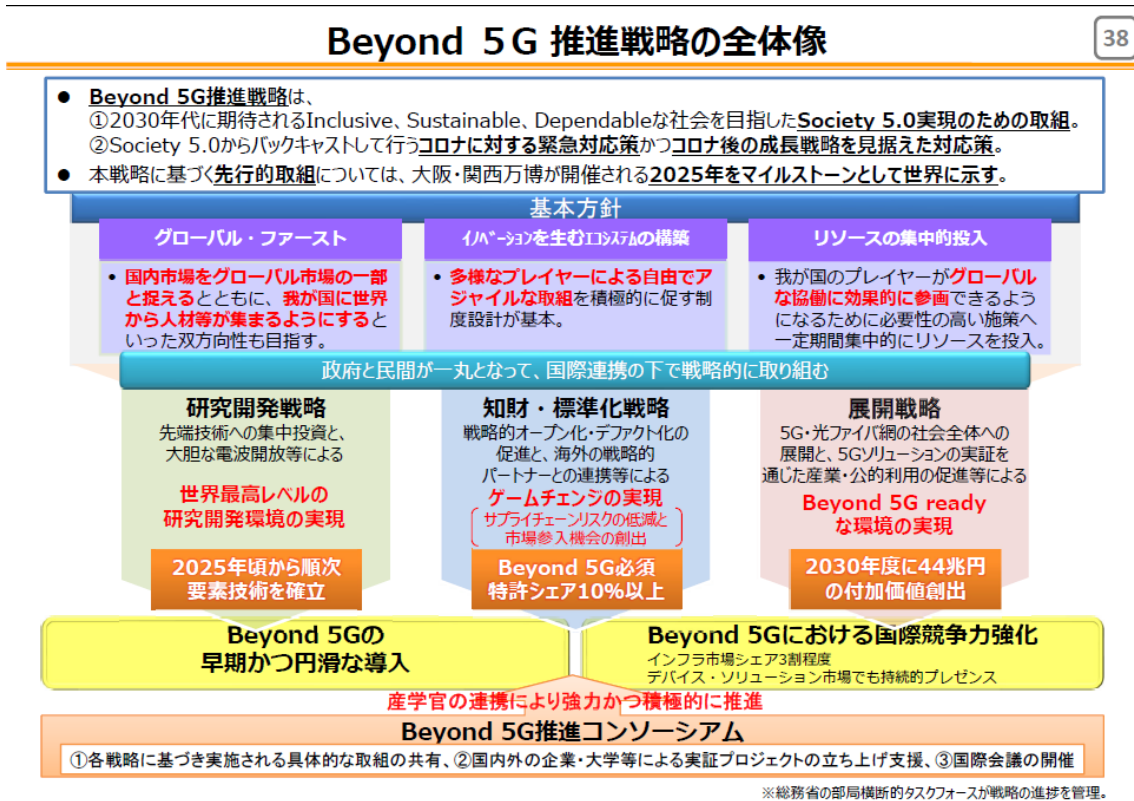 Beyond 5G 推進戦略の全体像
38
● Beyond 5G推進戦略は、
①2030年代に期待されるInclusive、Sustainable、Dependableな社会を目指したSociety 5.0実現のための取組。
②Society 5.0からバックキャストして行うコロナに対する緊急対応策かつコロナ後の成長戦略を見据えた対応策。
● 本戦略に基づく先行的取組については、大阪・関西万博が開催される2025年をマイルストーンとして世界に示す。
基本方針
グローバル・ファースト
• 国内市場をグローバル市場の一部
と捉えるとともに、我が国に世界
から人材等が集まるようにすると
いった双方向性も目指す。
ｲﾉﾍﾞｰｼｮﾝを生むｴｺｼｽﾃﾑの構築
• 多様なプレイヤーによる自由でア
ジャイルな取組を積極的に促す制
度設計が基本。
リソースの集中的投入
• 我が国のプレイヤーがグローバル
な協働に効果的に参画できるよう
になるために必要性の高い施策へ
一定期間集中的にリソースを投入。
政府と民間が一丸となって、国際連携の下で戦略的に取り組む
研究開発戦略
先端技術への集中投資と、
大胆な電波開放等による
世界最高レベルの
研究開発環境の実現
2025年頃から順次
要素技術を確立
知財・標準化戦略
戦略的オープン化・デファクト化の
促進と、海外の戦略的
パートナーとの連携等による
ゲームチェンジの実現
サプライチェーンリスクの低減と
市場参入機会の創出
Beyond 5G必須
特許シェア10%以上
展開戦略
5G・光ファイバ網の社会全体への
展開と、5Gソリューションの実証を
通じた産業・公的利用の促進等による
Beyond 5G ready
な環境の実現
2030年度に44兆円
の付加価値創出
Beyond 5Gの
早期かつ円滑な導入
Beyond 5Gにおける国際競争力強化
インフラ市場シェア3割程度
デバイス・ソリューション市場でも持続的プレゼンス
産学官の連携により強力かつ積極的に推進
Beyond 5G推進コンソーシアム
①各戦略に基づき実施される具体的な取組の共有、②国内外の企業・大学等による実証プロジェクトの立ち上げ支援、③国際会議の開催
※総務省の部局横断的タスクフォースが戦略の進捗を管理。